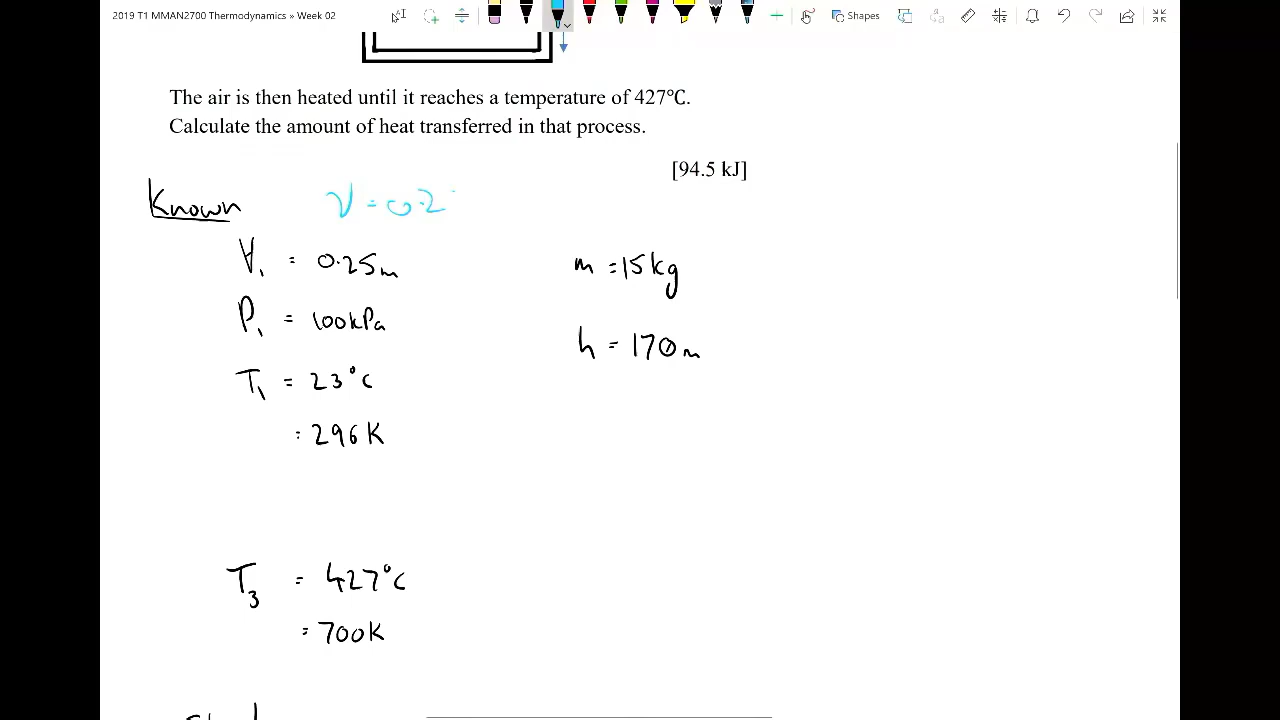 2019 T1 MMAN2700 Thermodynamics » Week 02
Shapes
The air is then heated until it reaches a temperature of 427℃.
Calculate the amount of heat transferred in that process.
[94.5 kJ]
Known
V = 0.2
V₁ = 0.25m
m = 15kg
P₁ = 100kPa
h = 170m
T₁ = 23°C
= 296K
T₃ = 427°C
= 700K